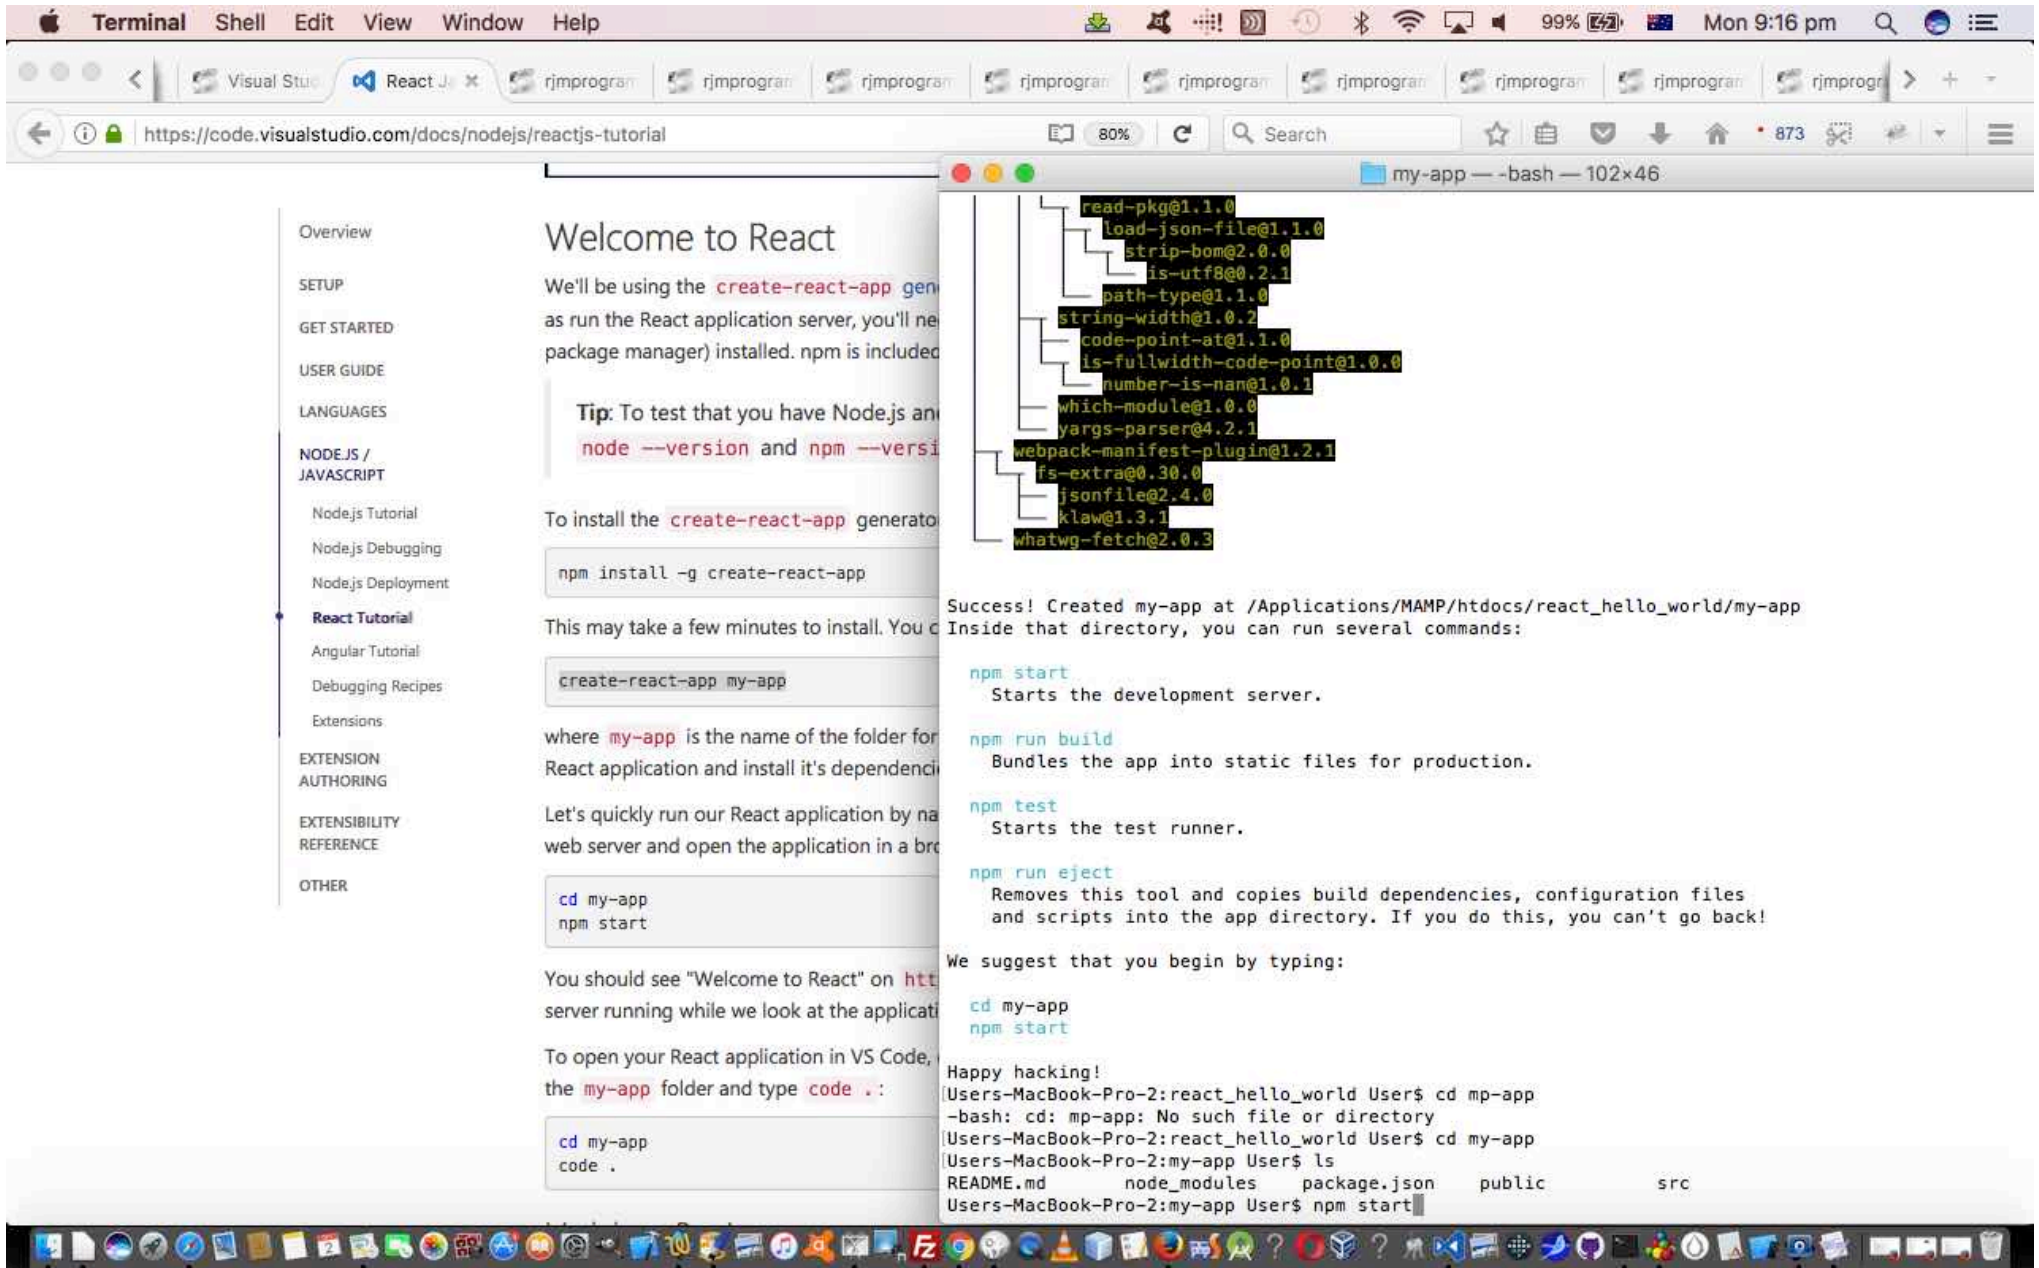 Terminal Shell Edit View Window Help 99% Mon 9:16 pm
Visual Stu React J rjmprogram rjmprogram rjmprogram rjmprogram rjmprogram rjmprogram rjmprogram rjmprogram rjmprogr
https://code.visualstudio.com/docs/nodejs/reactjs-tutorial 80% Search 873
Overview
SETUP
GET STARTED
USER GUIDE
LANGUAGES
NODE.JS /
JAVASCRIPT
Node.js Tutorial
Node.js Debugging
Node.js Deployment
React Tutorial
Angular Tutorial
Debugging Recipes
Extensions
EXTENSION
AUTHORING
EXTENSIBILITY
REFERENCE
OTHER
Welcome to React
We'll be using the create-react-app gen
as run the React application server, you'll ne
package manager) installed. npm is included
Tip: To test that you have Node.js an
node --version and npm --versi
To install the create-react-app generato
npm install -g create-react-app
This may take a few minutes to install. You c
create-react-app my-app
where my-app is the name of the folder for
React application and install it's dependenci
Let's quickly run our React application by na
web server and open the application in a bro
cd my-app
npm start
You should see "Welcome to React" on htt
server running while we look at the applicati
To open your React application in VS Code,
the my-app folder and type code . :
cd my-app
code .
my-app — -bash — 102×46
read-pkg@1.1.0
load-json-file@1.1.0
strip-bom@2.0.0
is-utf8@0.2.1
path-type@1.1.0
string-width@1.0.2
code-point-at@1.1.0
is-fullwidth-code-point@1.0.0
number-is-nan@1.0.1
which-module@1.0.0
yargs-parser@4.2.1
webpack-manifest-plugin@1.2.1
fs-extra@0.30.0
jsonfile@2.4.0
klaw@1.3.1
whatwg-fetch@2.0.3
Success! Created my-app at /Applications/MAMP/htdocs/react_hello_world/my-app
Inside that directory, you can run several commands:
npm start
Starts the development server.
npm run build
Bundles the app into static files for production.
npm test
Starts the test runner.
npm run eject
Removes this tool and copies build dependencies, configuration files
and scripts into the app directory. If you do this, you can't go back!
We suggest that you begin by typing:
cd my-app
npm start
Happy hacking!
[Users-MacBook-Pro-2:react_hello_world User$ cd mp-app
-bash: cd: mp-app: No such file or directory
[Users-MacBook-Pro-2:react_hello_world User$ cd my-app
[Users-MacBook-Pro-2:my-app User$ ls
README.md node_modules package.json public src
Users-MacBook-Pro-2:my-app User$ npm start